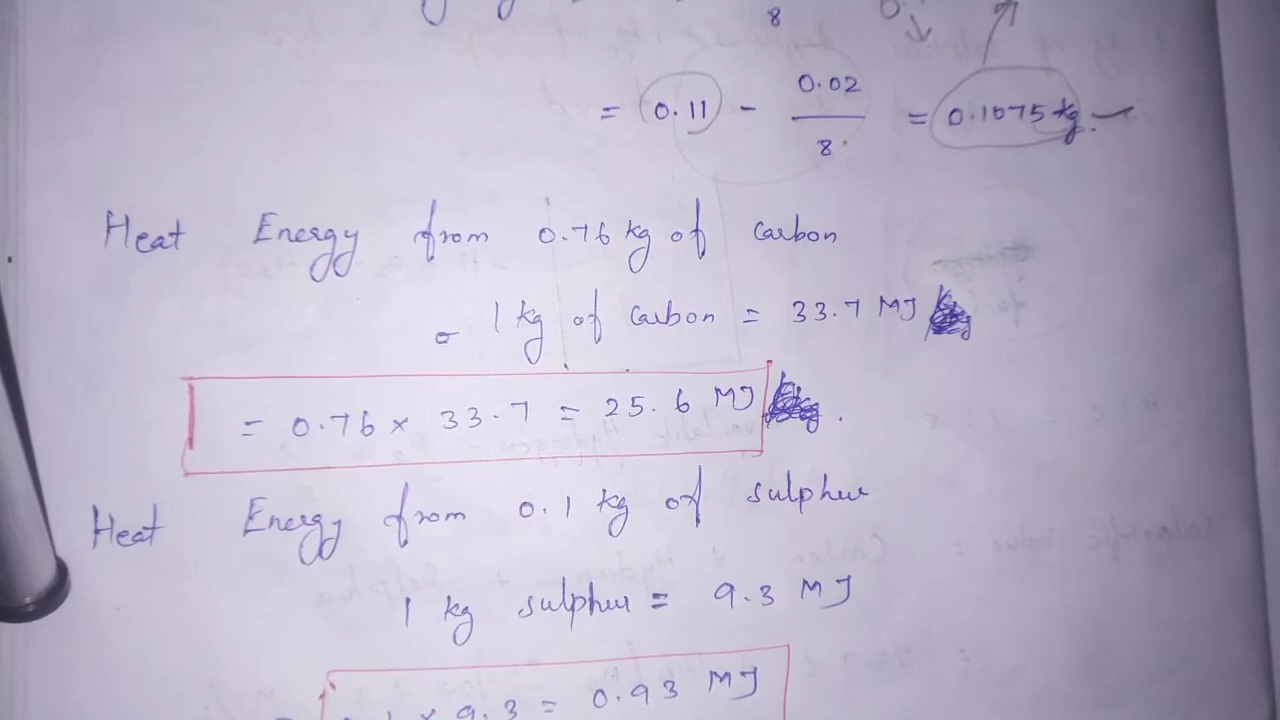 8
= 0.11 - 0.02 / 8 = 0.1075 kg.
Heat Energy from 0.76 kg of carbon
= 1 kg of carbon = 33.7 MJ
= 0.76 × 33.7 = 25.6 MJ
Heat Energy from 0.1 kg of sulphur
1 kg sulphur = 9.3 MJ
× 9.3 = 0.93 MJ